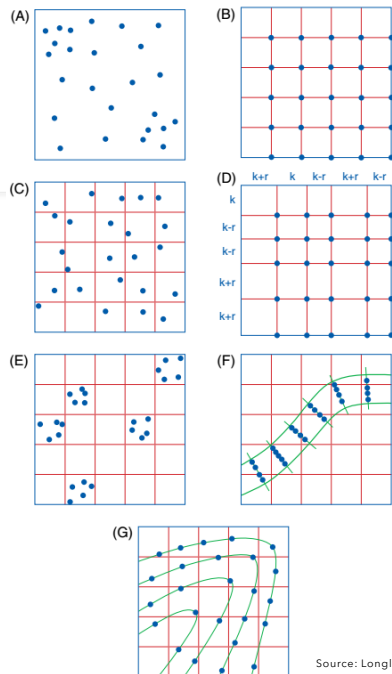 (A)
(B)
k+r k k-r k+r k-r
(C)
(D)
k
k-r
k-r
k+r
k+r
(E)
(F)
(G)
Source: Longl